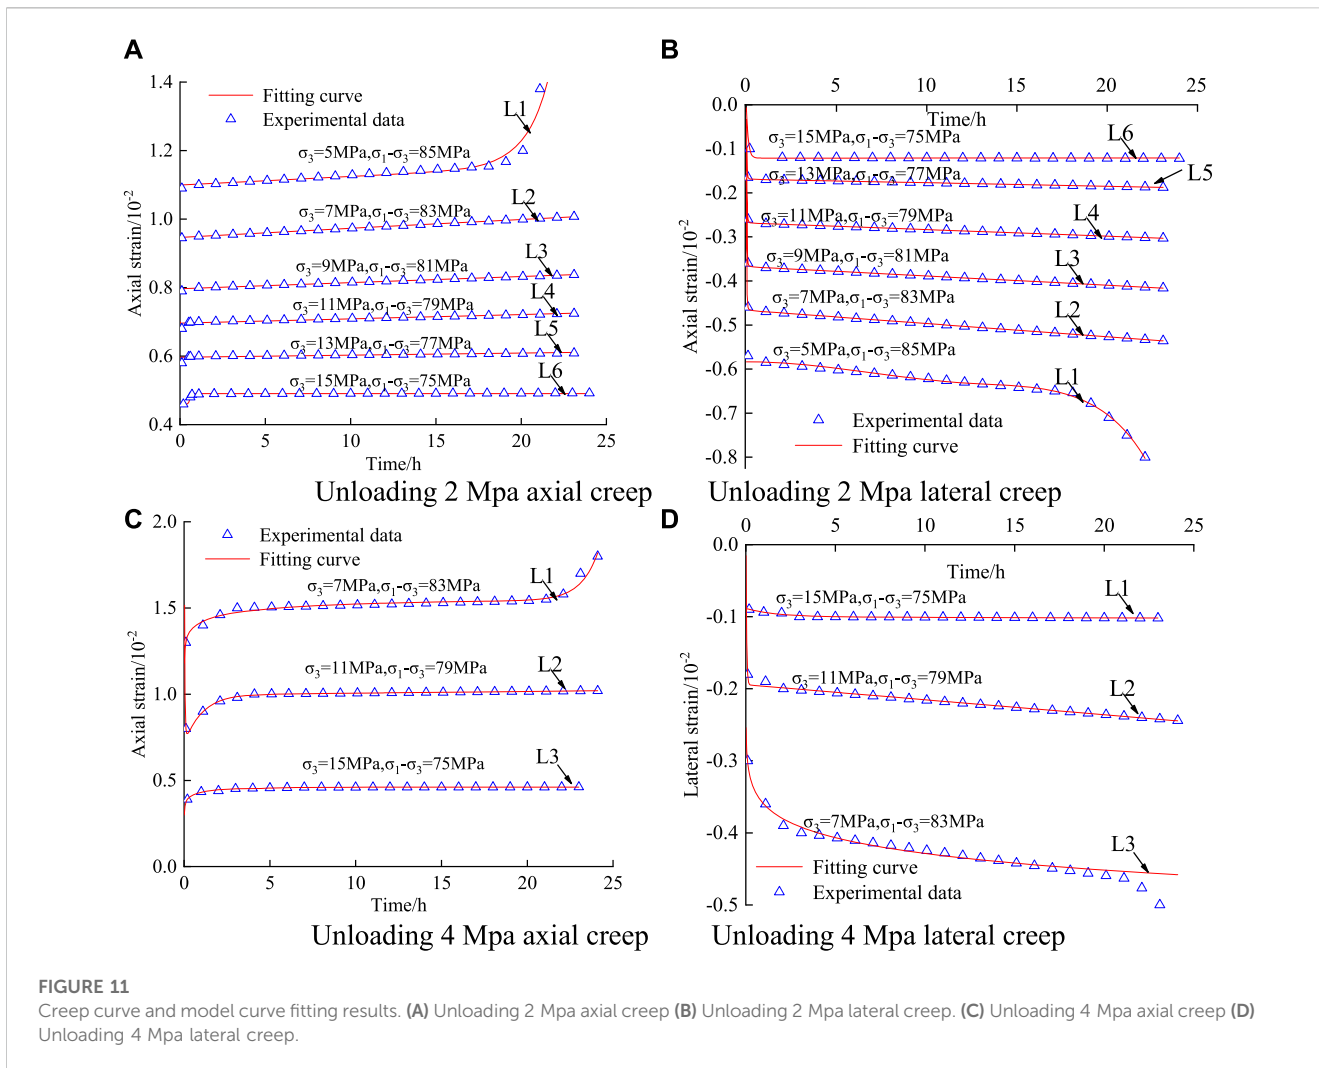 A
Fitting curve
Experimental data
1.4
1.2
1.0
0.8
0.6
0.4
Axial strain/10⁻²
L1
σ₃=5MPa,σ₁-σ₃=85MPa
L2
σ₃=7MPa,σ₁-σ₃=83MPa
L3
σ₃=9MPa,σ₁-σ₃=81MPa
L4
σ₃=11MPa,σ₁-σ₃=79MPa
L5
σ₃=13MPa,σ₁-σ₃=77MPa
L6
σ₃=15MPa,σ₁-σ₃=75MPa
0 5 10 15 20 25
Time/h
Unloading 2 Mpa axial creep
B
0 5 10 15 20 25
Time/h
0.0
-0.1
-0.2
-0.3
-0.4
-0.5
-0.6
-0.7
-0.8
Axial strain/10⁻²
σ₃=15MPa,σ₁-σ₃=75MPa
L6
σ₃=13MPa,σ₁-σ₃=77MPa
L5
σ₃=11MPa,σ₁-σ₃=79MPa
L4
σ₃=9MPa,σ₁-σ₃=81MPa
L3
σ₃=7MPa,σ₁-σ₃=83MPa
L2
σ₃=5MPa,σ₁-σ₃=85MPa
L1
Experimental data
Fitting curve
Unloading 2 Mpa lateral creep
C
Experimental data
Fitting curve
2.0
1.5
1.0
0.5
0.0
Axial strain/10⁻²
σ₃=7MPa,σ₁-σ₃=83MPa
L1
σ₃=11MPa,σ₁-σ₃=79MPa
L2
σ₃=15MPa,σ₁-σ₃=75MPa
L3
0 5 10 15 20 25
Time/h
Unloading 4 Mpa axial creep
D
0 5 10 15 20 25
Time/h
0.0
-0.1
-0.2
-0.4
-0.5
Lateral strain/10⁻²
σ₃=15MPa,σ₁-σ₃=75MPa
L1
σ₃=11MPa,σ₁-σ₃=79MPa
L2
σ₃=7MPa,σ₁-σ₃=83MPa
L3
Fitting curve
Experimental data
Unloading 4 Mpa lateral creep
FIGURE 11
Creep curve and model curve fitting results. (A) Unloading 2 Mpa axial creep (B) Unloading 2 Mpa lateral creep. (C) Unloading 4 Mpa axial creep (D)
Unloading 4 Mpa lateral creep.